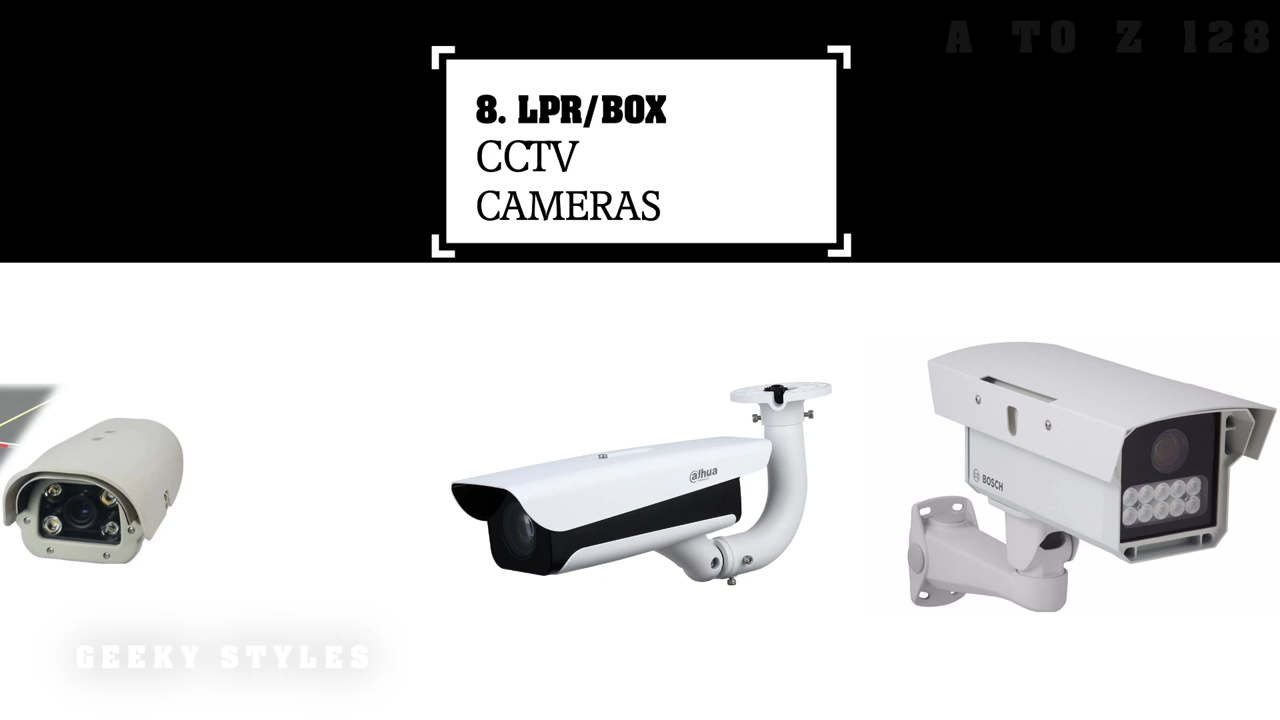 A TO Z 128
8. LPR/BOX
CCTV
CAMERAS
alhua
BOSCH
GEEKY STYLES